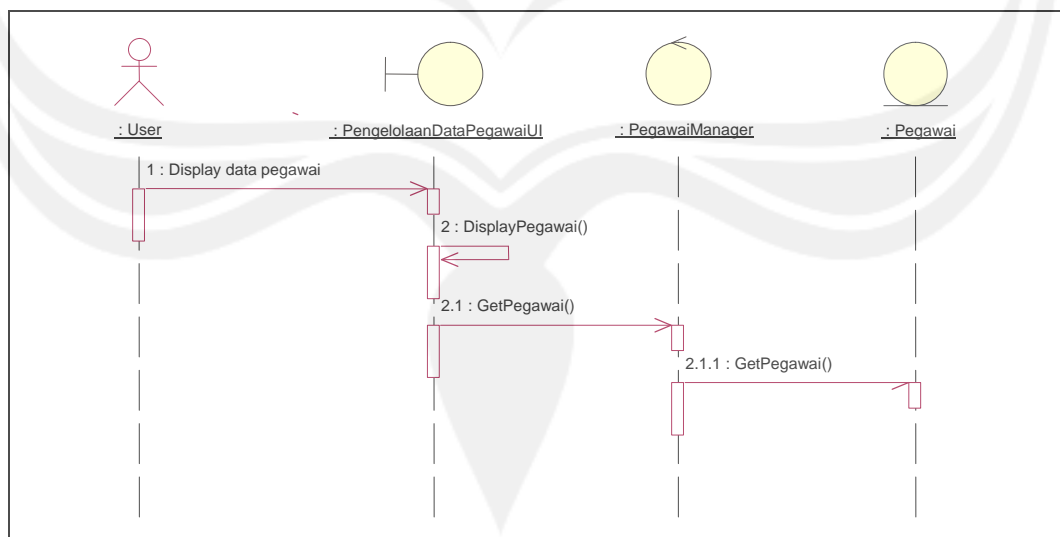 : User
: PengelolaanDataPegawaiUI
: PegawaiManager
: Pegawai
1 : Display data pegawai
2 : DisplayPegawai()
2.1 : GetPegawai()
2.1.1 : GetPegawai()